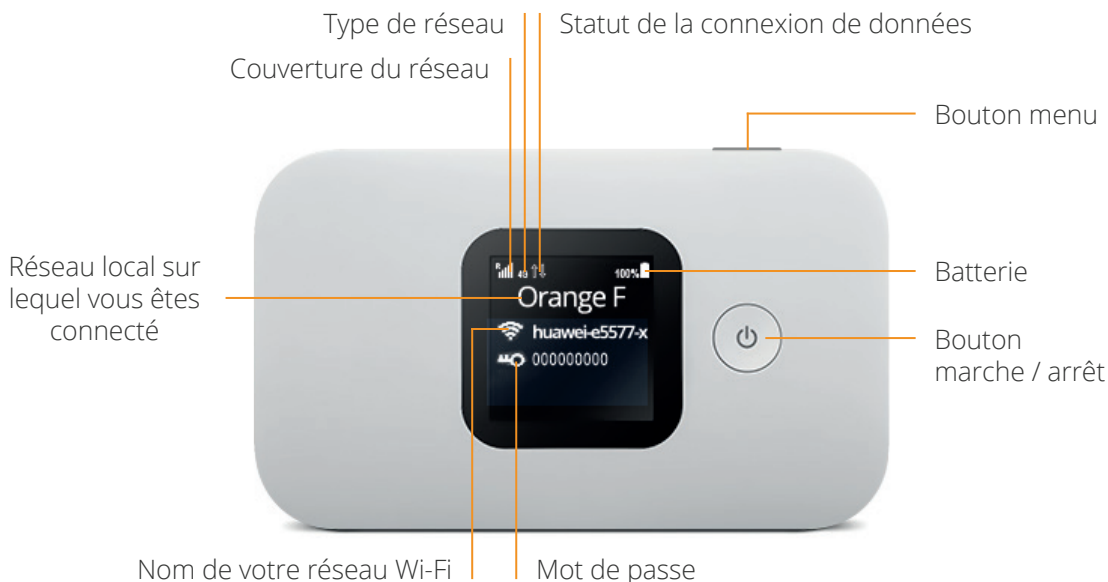 Type de réseau
Statut de la connexion de données
Couverture du réseau
Bouton menu
Réseau local sur
lequel vous êtes
connecté
R
4G
100%
Batterie
Orange F
huawei-e5577-x
000000000
Bouton
marche / arrêt
Nom de votre réseau Wi-Fi
Mot de passe